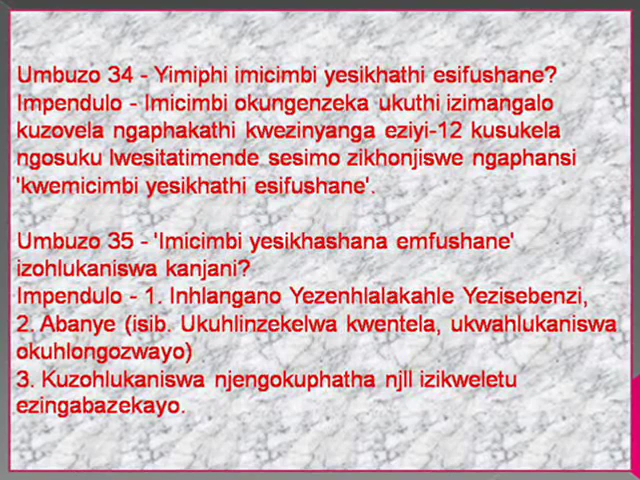 Umbuzo 34 - Yimiphi imicimbi yesikhathi esifushane?
Impendulo - Imicimbi okungenzeka ukuthi izimangalo
kuzovela ngaphakathi kwezinyanga eziyi-12 kusukela
ngosuku lwesitatimende sesimo zikhonjiswe ngaphansi
'kwemicimbi yesikhathi esifushane'.
Umbuzo 35 - 'Imicimbi yesikhashana emfushane'
izohlukaniswa kanjani?
Impendulo - 1. Inhlangano Yezenhlalakahle Yezisebenzi,
2. Abanye (isib. Ukuhlinzekelwa kwentela, ukwahlukaniswa
okuhlongozwayo)
3. Kuzohlukaniswa njengokuphatha njll izikweletu
ezingabazekayo.